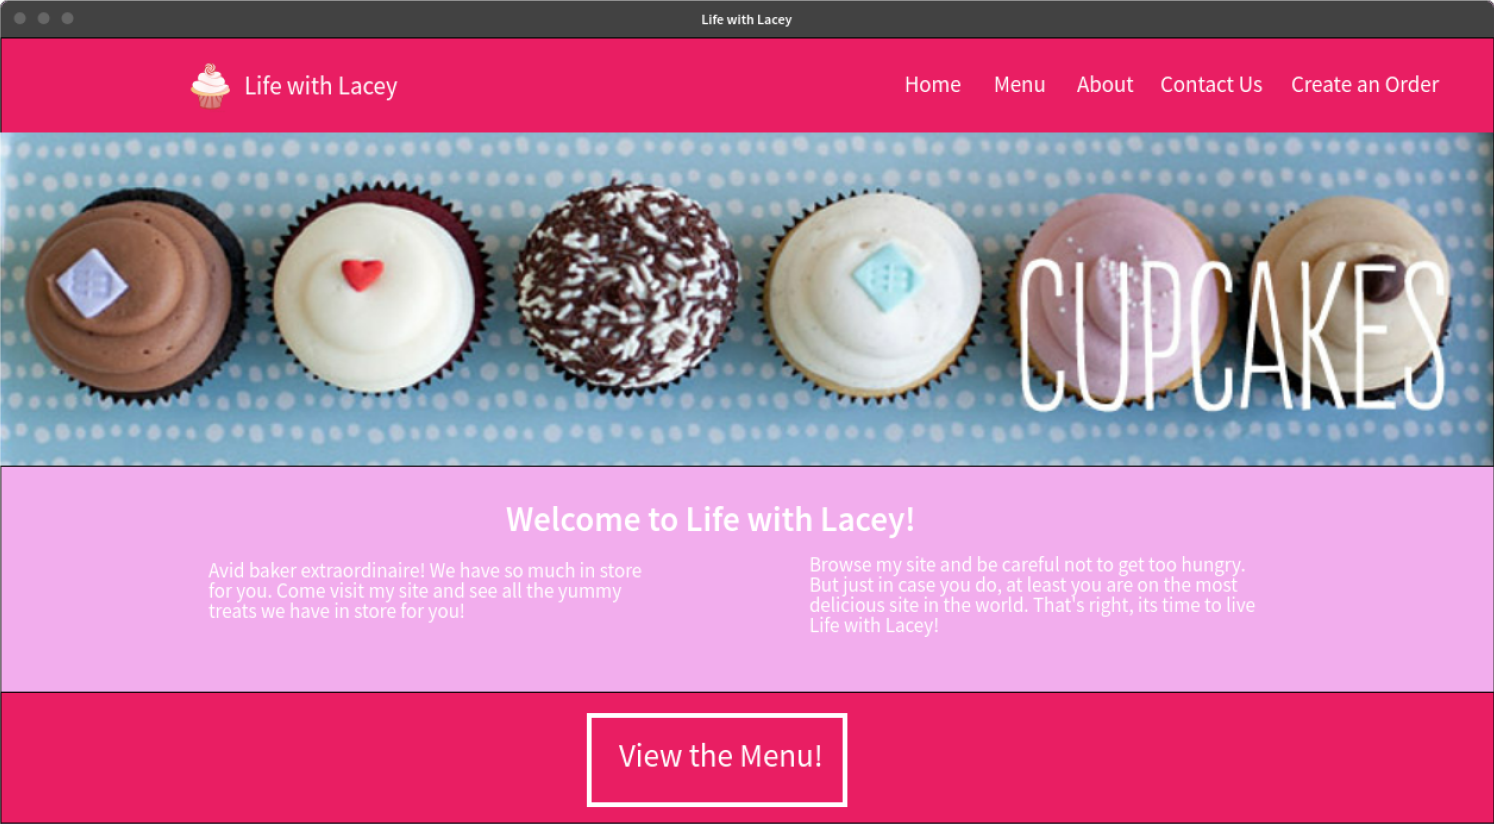 Life with Lacey
Life with Lacey
Home Menu About Contact Us Create an Order
CUPCAKES
Welcome to Life with Lacey!
Avid baker extraordinaire! We have so much in store
for you. Come visit my site and see all the yummy
treats we have in store for you!
Browse my site and be careful not to get too hungry.
But just in case you do, at least you are on the most
delicious site in the world. That's right, its time to live
Life with Lacey!
View the Menu!